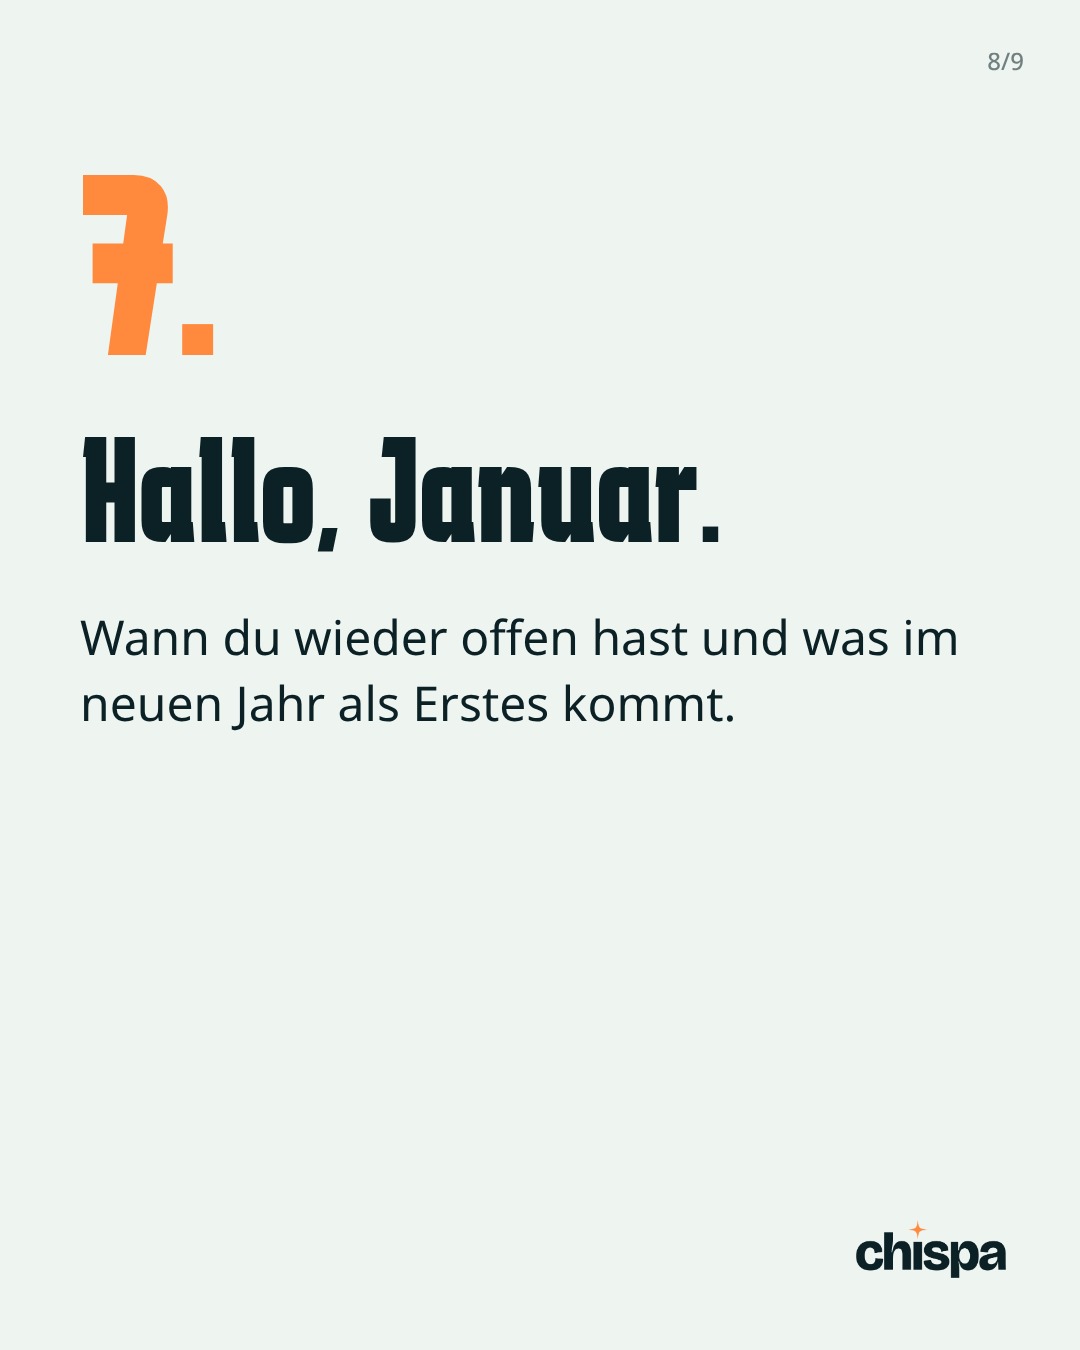 8/9
7.
Hallo, Januar.
Wann du wieder offen hast und was im
neuen Jahr als Erstes kommt.
chispa